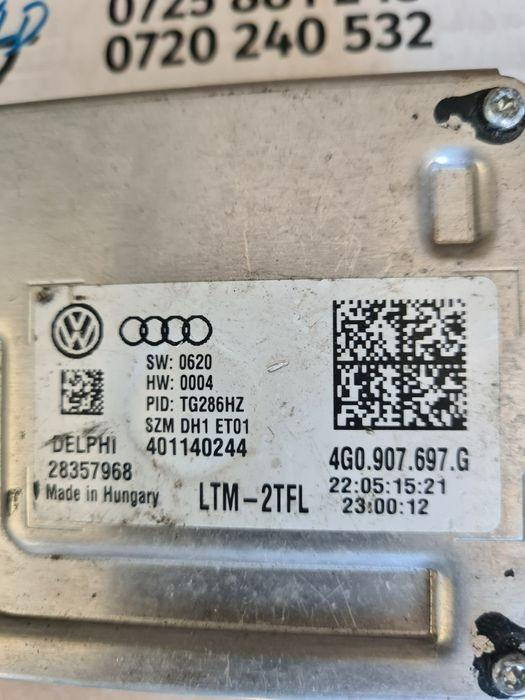 0720 240 532
SW: 0620
HW: 0004
PID: TG286HZ
SZM DH1 ET01
DELPHI 401140244
28357968
Made in Hungary
LTM-2TFL
4G0.907.697.G
22:05:15:21
23:00:12